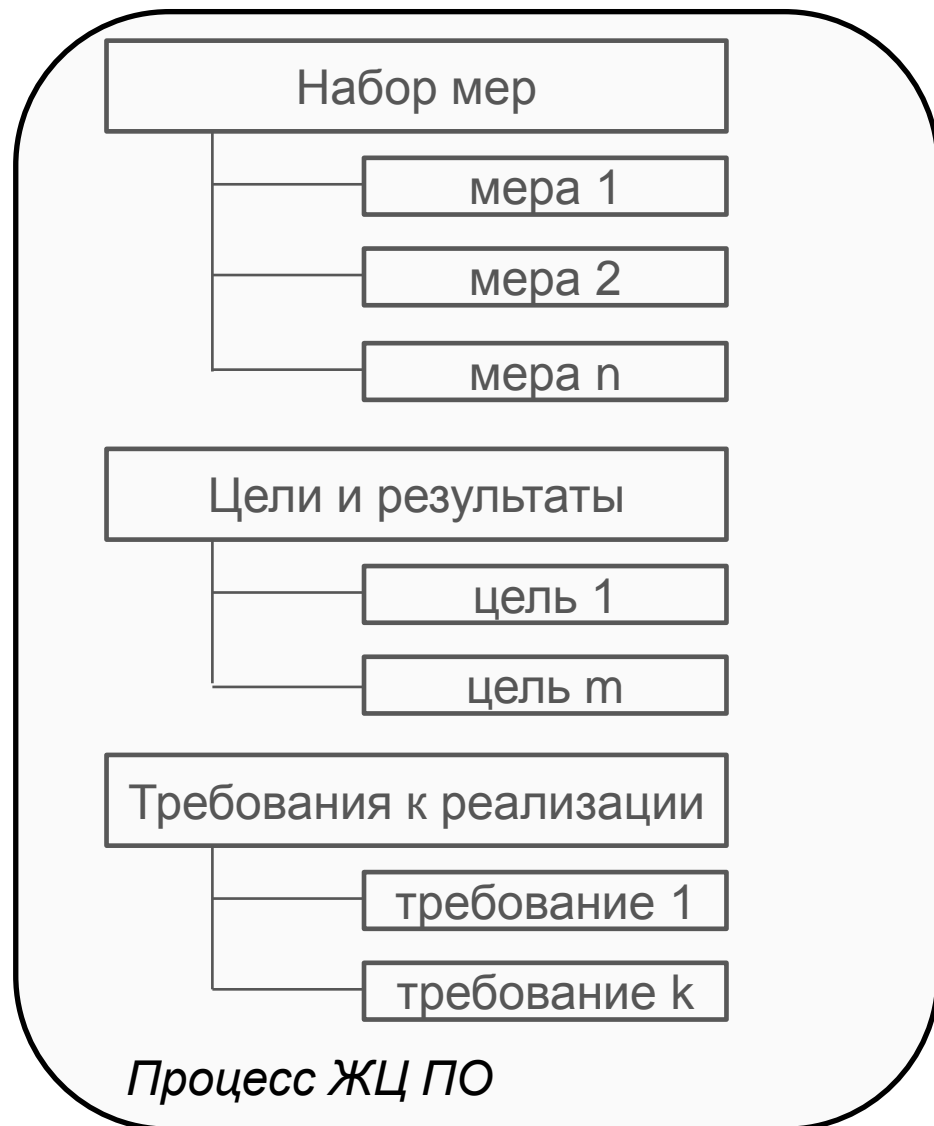 Набор мер
мера 1
мера 2
мера n
Цели и результаты
цель 1
цель m
Требования к реализации
требование 1
требование k
Процесс ЖЦ ПО